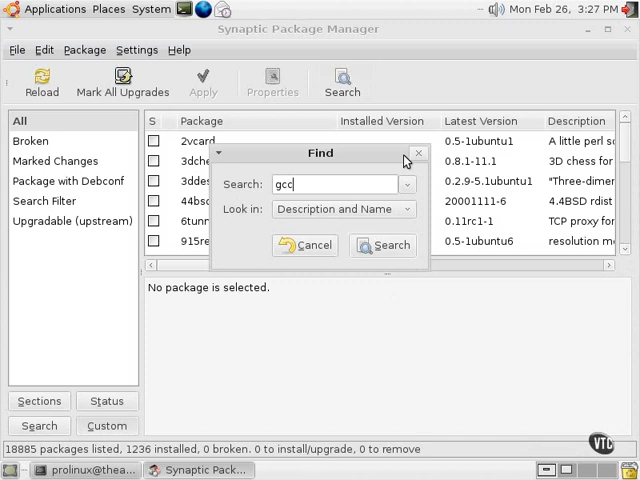 Applications Places System
Mon Feb 26, 3:27 PM
Synaptic Package Manager
File Edit Package Settings Help
Reload
Mark All Upgrades
Apply
Properties
Search
All
Broken
Marked Changes
Package with Debconf
Search Filter
Upgradable (upstream)
S Package Installed Version Latest Version Description
2vcard 0.5-1ubuntu1 A little perl sc
3dche 0.8.1-11.1 3D chess for
3ddes 0.2.9-5.1ubuntu1 "Three-dimen
44bsc 20001111-6 4.4BSD rdist
6tunn 0.11rc1-1 TCP proxy for
915re 0.5-1ubuntu6 resolution mo
Find
Search: gcc
Look in: Description and Name
Cancel Search
No package is selected.
Sections Status
Search Custom
18885 packages listed, 1236 installed, 0 broken. 0 to install/upgrade, 0 to remove
VTC
prolinux@thea...
Synaptic Pack...